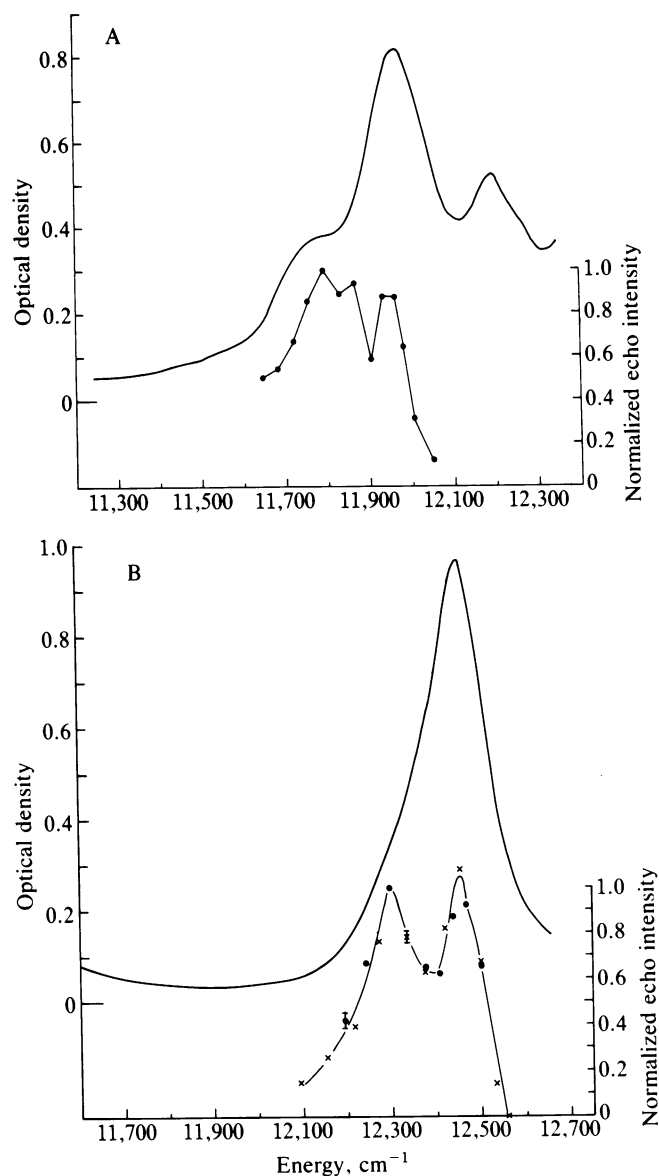 A
0.8
0.6
0.4
0.2
0
Optical density
1.0
0.8
0.6
0.4
0.2
0
Normalized echo intensity
11,300 11,500 11,700 11,900 12,100 12,300
B
1.0
0.8
0.6
0.4
0.2
0
Optical density
1.0
0.8
0.6
0.4
0.2
0
Normalized echo intensity
11,700 11,900 12,100 12,300 12,500 12,700
Energy, cm⁻¹